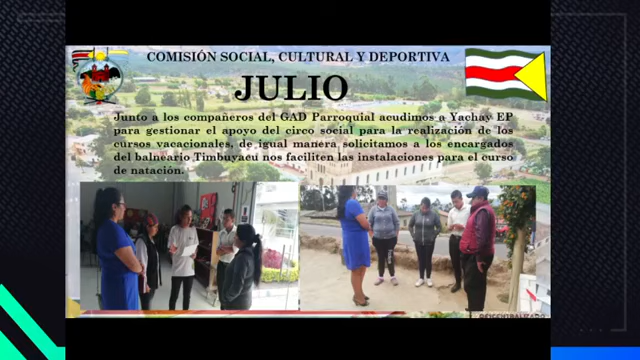 COMISIÓN SOCIAL, CULTURAL Y DEPORTIVA
JULIO
Junto a los compañeros del GAD Parroquial acudimos a Yachay EP
para gestionar el apoyo del circo social para la realización de los
cursos vacacionales, de igual manera solicitamos a los encargados
del balneario Timbuyacu nos faciliten las instalaciones para el curso
de natación.
DESCENTRALIZADO